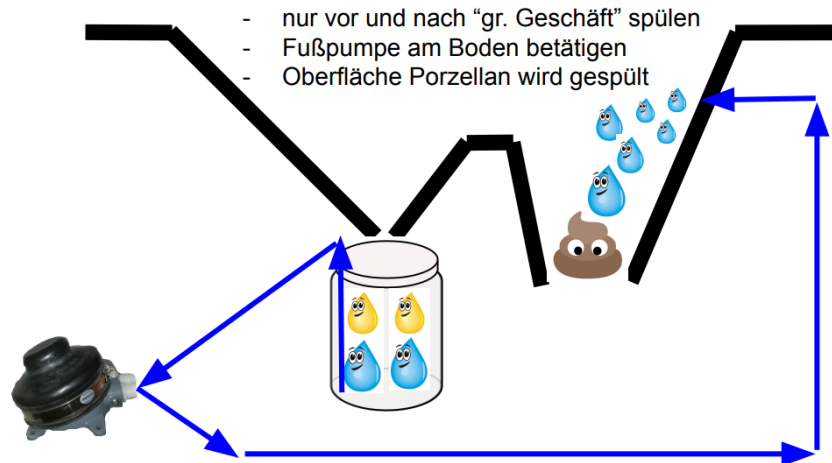 - nur vor und nach “gr. Geschäft” spülen
- Fußpumpe am Boden betätigen
- Oberfläche Porzellan wird gespült